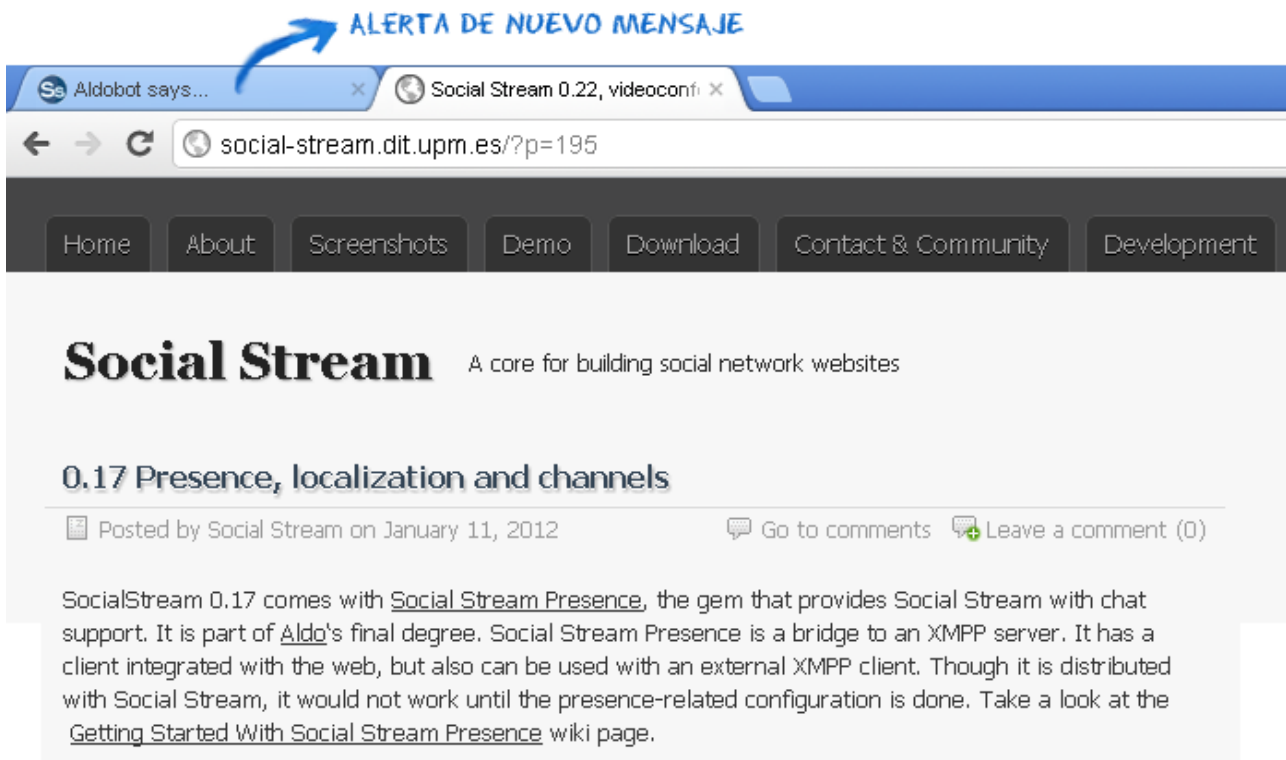 ALERTA DE NUEVO MENSAJE
Ss Aldobot says...
Social Stream 0.22, videoconf
social-stream.dit.upm.es/?p=195
Home About Screenshots Demo Download Contact & Community Development
Social Stream A core for building social network websites
0.17 Presence, localization and channels
Posted by Social Stream on January 11, 2012 Go to comments Leave a comment (0)
SocialStream 0.17 comes with Social Stream Presence, the gem that provides Social Stream with chat
support. It is part of Aldo's final degree. Social Stream Presence is a bridge to an XMPP server. It has a
client integrated with the web, but also can be used with an external XMPP client. Though it is distributed
with Social Stream, it would not work until the presence-related configuration is done. Take a look at the
Getting Started With Social Stream Presence wiki page.